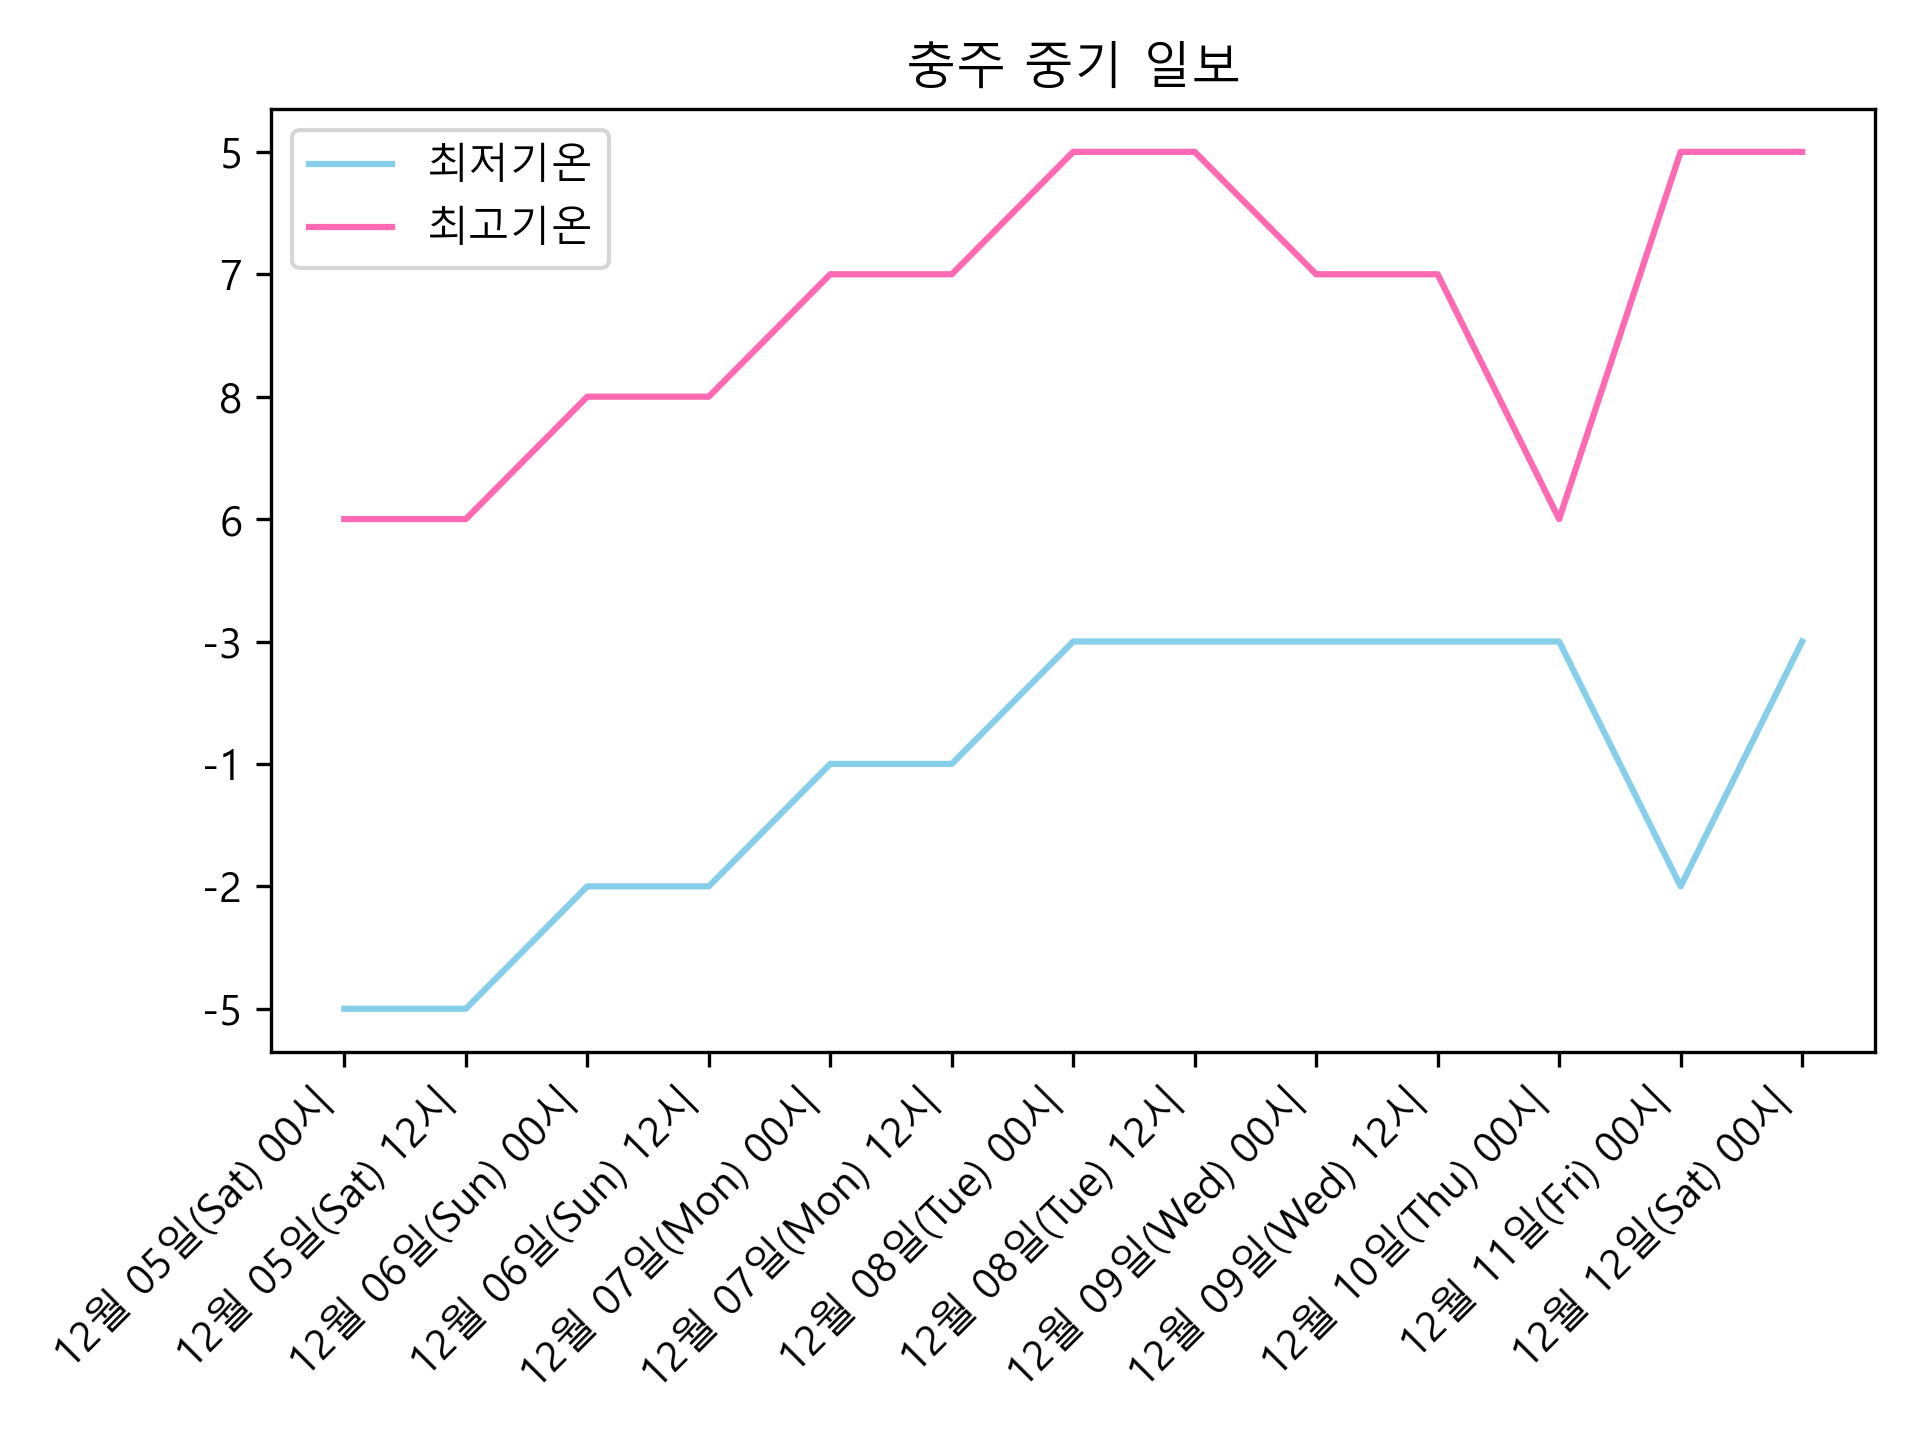 충주 중기 일보
최저기온
최고기온
5
7
8
6
-3
-1
-2
-5
12월 05일(Sat) 00시
12월 05일(Sat) 12시
12월 06일(Sun) 00시
12월 06일(Sun) 12시
12월 07일(Mon) 00시
12월 07일(Mon) 12시
12월 08일(Tue) 00시
12월 08일(Tue) 12시
12월 09일(Wed) 00시
12월 09일(Wed) 12시
12월 10일(Thu) 00시
12월 11일(Fri) 00시
12월 12일(Sat) 00시